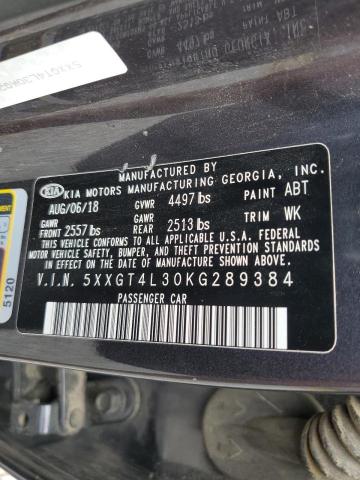 MANUFACTURED BY
KIA KIA MOTORS MANUFACTURING GEORGIA, INC.
AUG/06/18 GVWR 4497 lbs PAINT ABT
GAWR FRONT 2557 lbs GAWR REAR 2513 lbs TRIM WK
THIS VEHICLE CONFORMS TO ALL APPLICABLE U.S.A. FEDERAL
MOTOR VEHICLE SAFETY, BUMPER, AND THEFT PREVENTION
STANDARDS IN EFFECT ON THE DATE OF MANUFACTURE SHOWN ABOVE.
V.I.N. 5XXGT4L30KG289384
PASSENGER CAR
5120